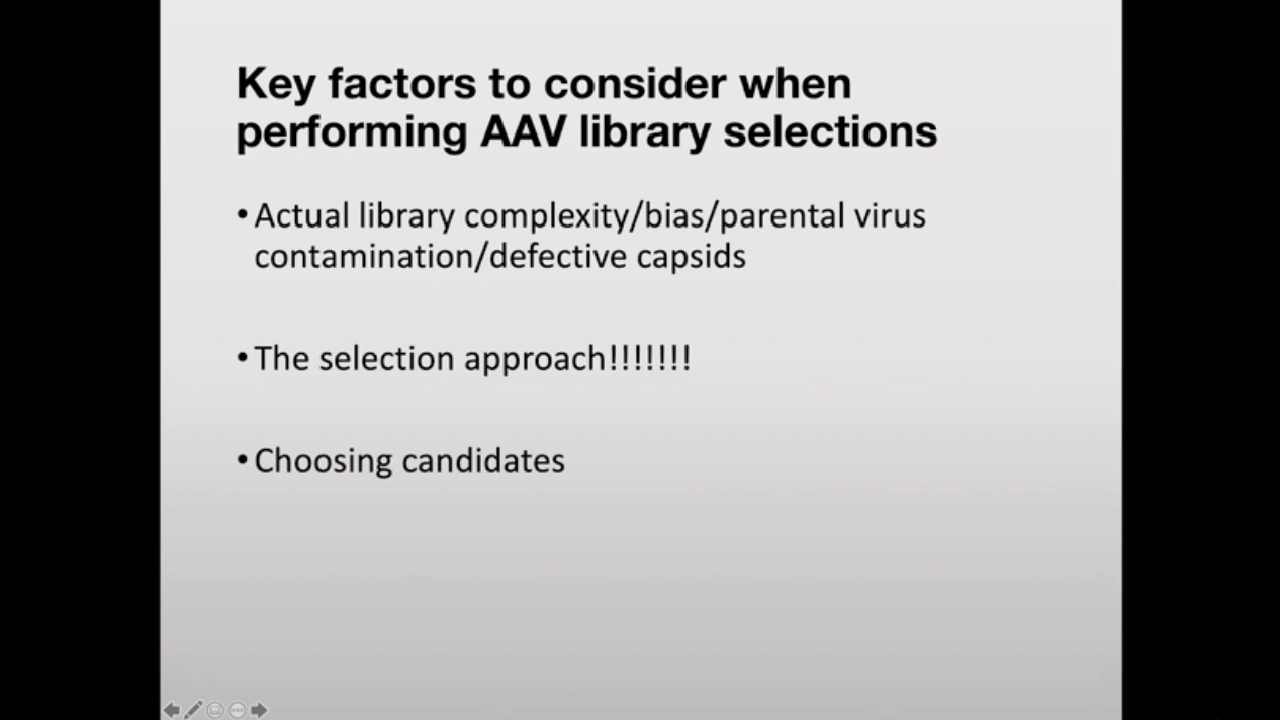 Key factors to consider when
performing AAV library selections
• Actual library complexity/bias/parental virus
contamination/defective capsids
• The selection approach!!!!!!!
• Choosing candidates